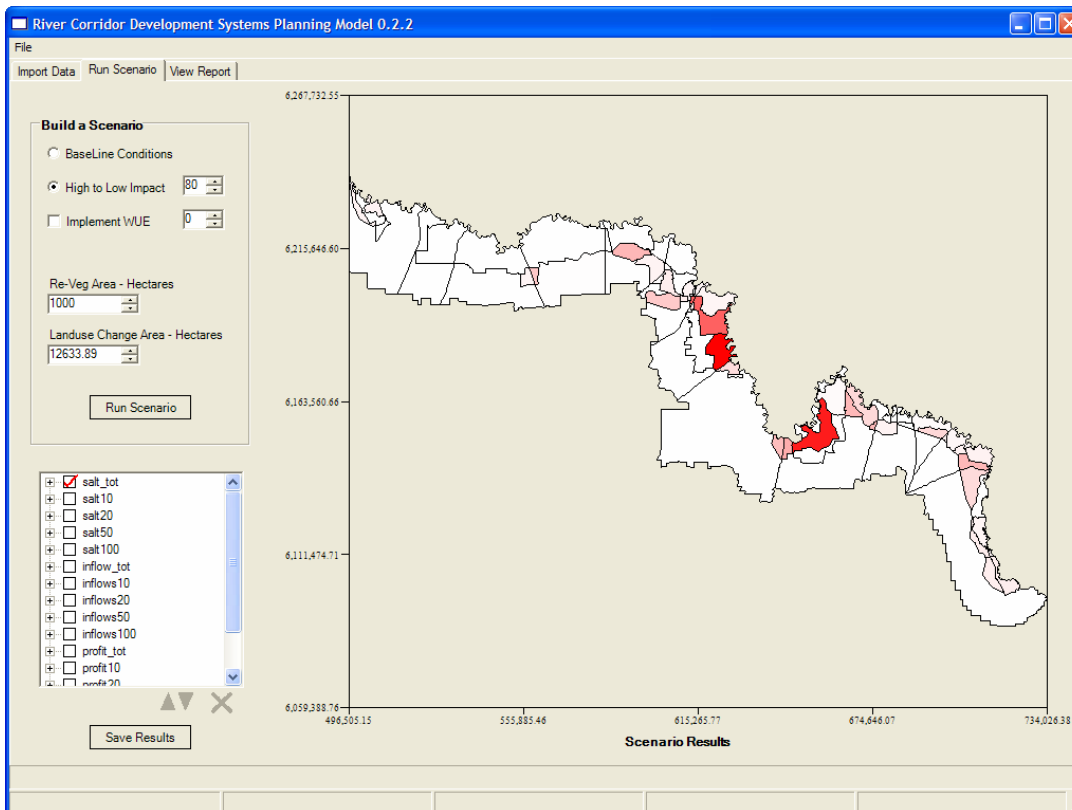 River Corridor Development Systems Planning Model 0.2.2
File
Import Data Run Scenario View Report
Build a Scenario
BaseLine Conditions
High to Low Impact 80
Implement WUE 0
Re-Veg Area - Hectares
1000
Landuse Change Area - Hectares
12633.89
Run Scenario
salt_tot
salt10
salt20
salt50
salt100
inflow_tot
inflows10
inflows20
inflows50
inflows100
profit_tot
profit10
profit20
Save Results
6,267,732.55
6,215,646.60
6,163,560.66
6,111,474.71
6,059,388.76
496,505.15 555,885.46 615,265.77 674,646.07 734,026.38
Scenario Results